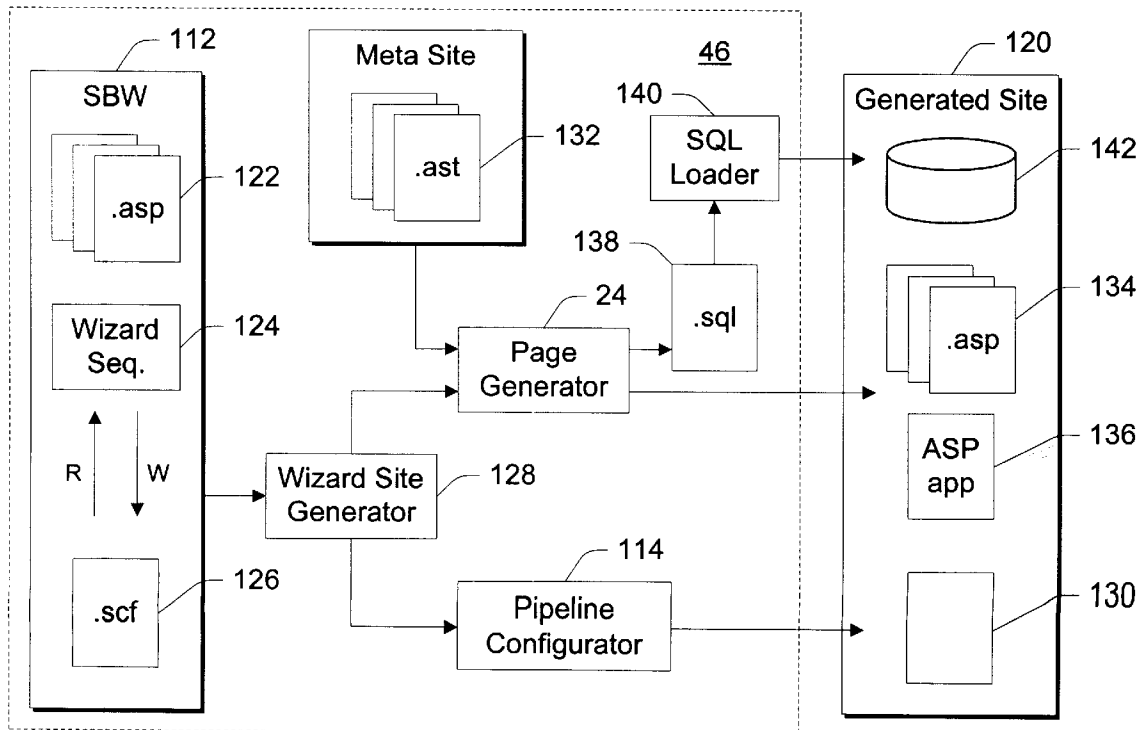 112
SBW
.asp
122
Wizard
Seq.
124
R
W
.scf
126
Meta Site
.ast
132
46
140
SQL
Loader
138
.sql
24
Page
Generator
Wizard Site
Generator
128
114
Pipeline
Configurator
120
Generated Site
142
.asp
134
ASP
app
136
130